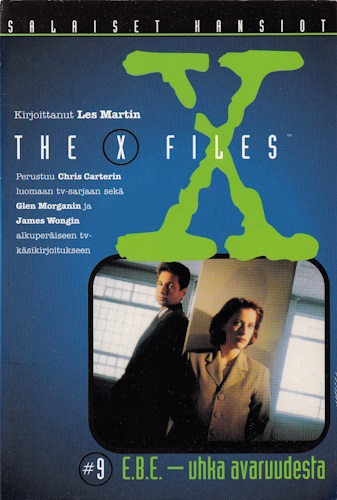 SALAISET KANSIOT
Kirjoittanut Les Martin
THE X FILES™
Perustuu Chris Carterin
luomaan tv-sarjaan sekä
Glen Morganin ja
James Wongin
alkuperäiseen tv-
käsikirjoitukseen
X
#9 E.B.E. — uhka avaruudesta